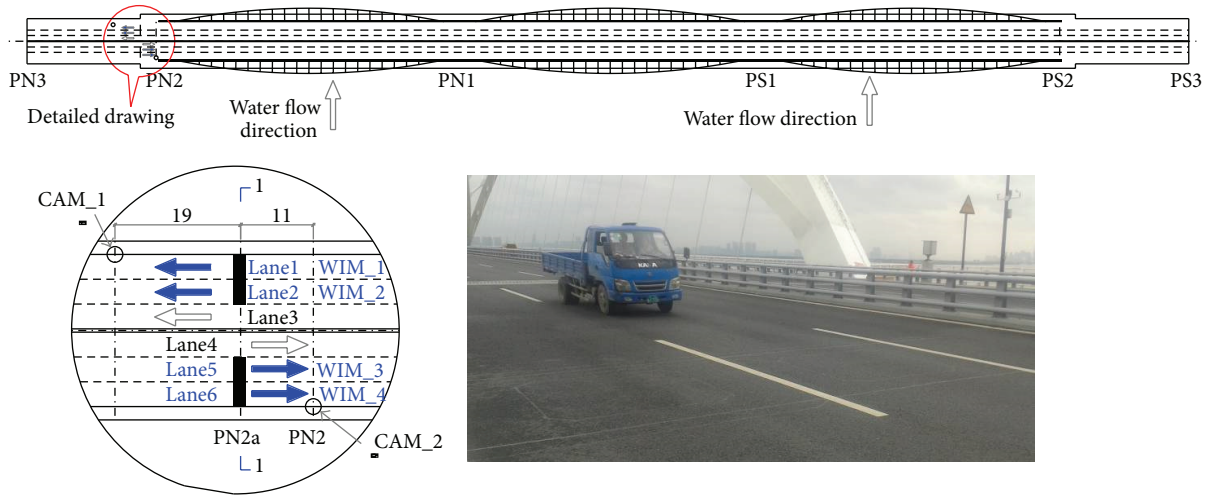 PN3
PN2
PN1
PS1
PS2
PS3
Detailed drawing
Water flow
direction
Water flow direction
1
CAM_1
19
11
Lane1 WIM_1
Lane2 WIM_2
Lane3
Lane4
Lane5 WIM_3
Lane6 WIM_4
PN2a
PN2
CAM_2
1